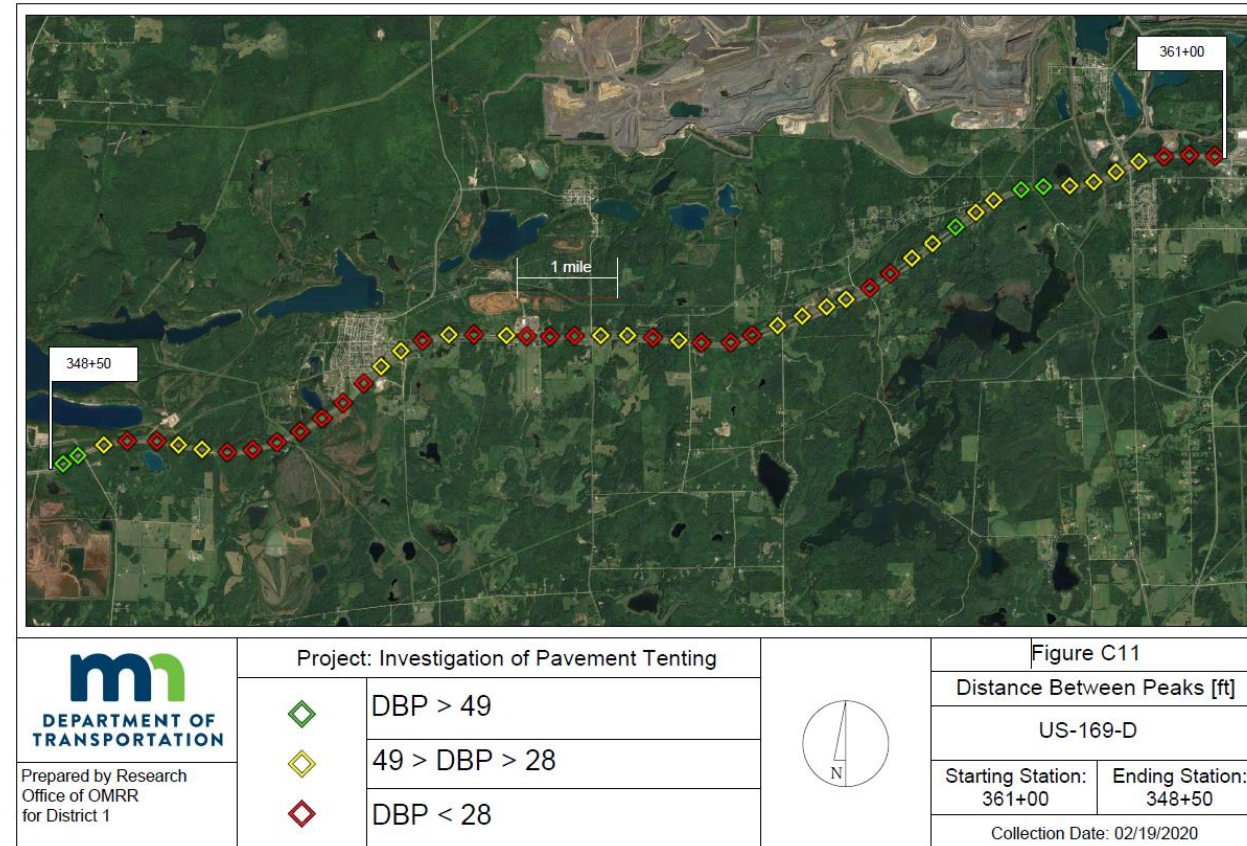 361+00
1 mile
348+50
mn
DEPARTMENT OF
TRANSPORTATION
Prepared by Research
Office of OMRR
for District 1
Project: Investigation of Pavement Tenting
DBP > 49
49 > DBP > 28
DBP < 28
N
Figure C11
Distance Between Peaks [ft]
US-169-D
Starting Station:
361+00
Ending Station:
348+50
Collection Date: 02/19/2020